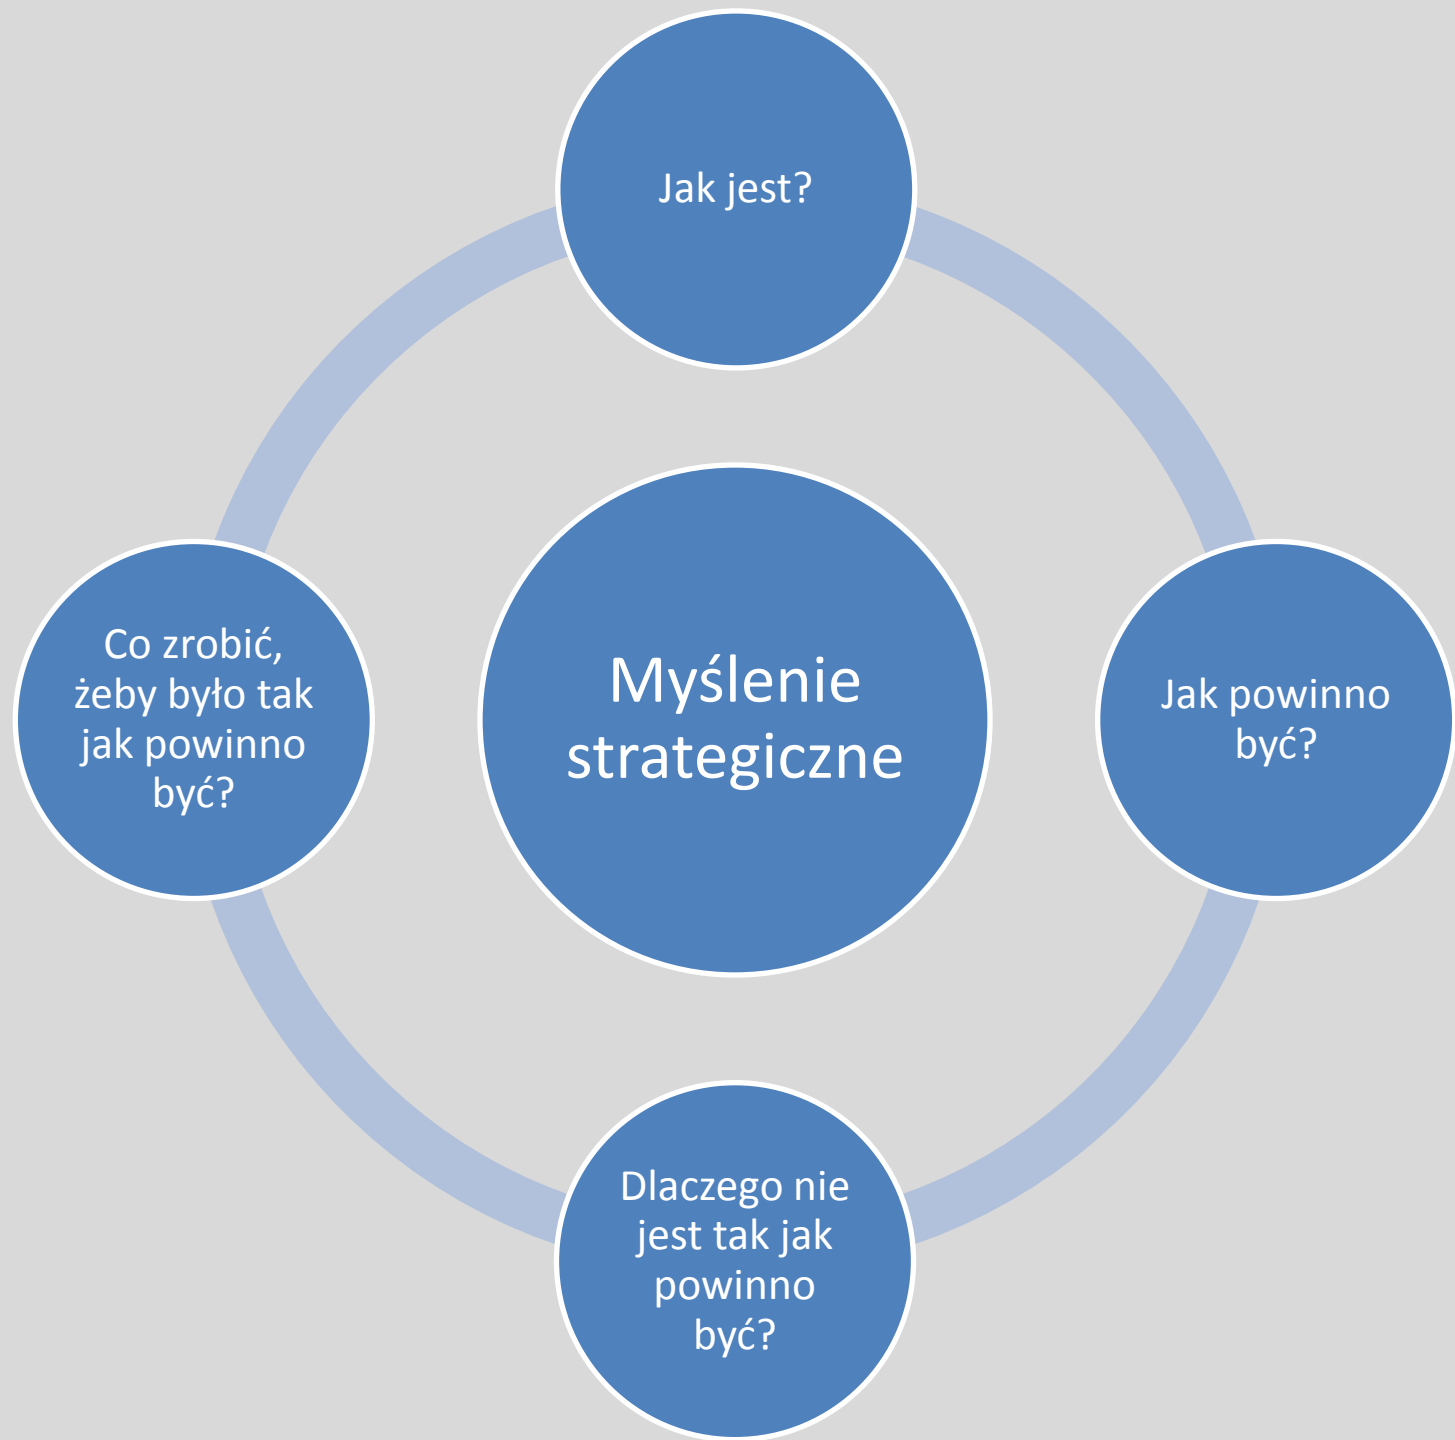 Jak jest?
Myślenie
strategiczne
Jak powinno
być?
Dlaczego nie
jest tak jak
powinno
być?
Co zrobić,
żeby było tak
jak powinno
być?